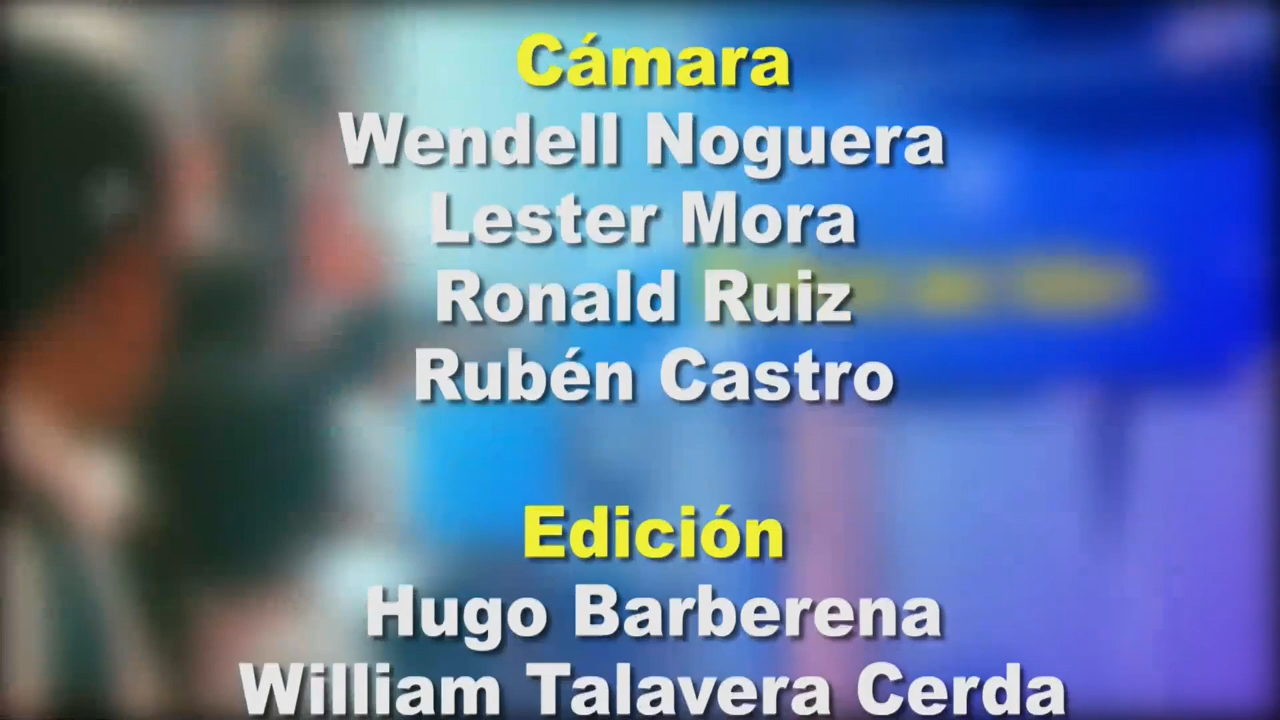 Cámara
Wendell Noguera
Lester Mora
Ronald Ruiz
Rubén Castro
Edición
Hugo Barberena
William Talavera Cerda